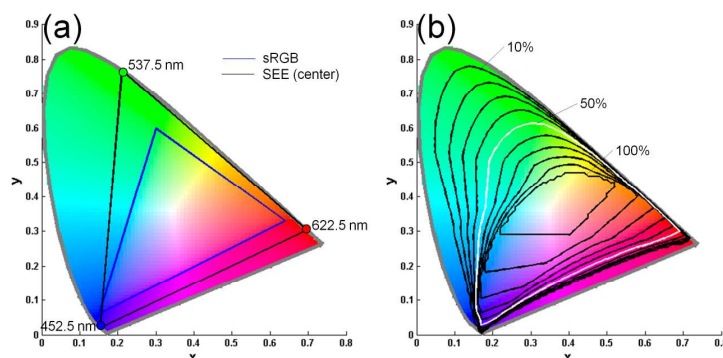 (a)
(b)
sRGB
SEE (center)
537.5 nm
622.5 nm
452.5 nm
10%
50%
100%
0.9
0.8
0.7
0.6
0.5
0.4
0.3
0.2
0.1
0
y
0 0.1 0.2 0.3 0.4 0.5 0.6 0.7 0.8
x
0.9
0.8
0.7
0.6
0.5
0.4
0.3
0.2
0.1
0
y
0 0.1 0.2 0.3 0.4 0.5 0.6 0.7
x